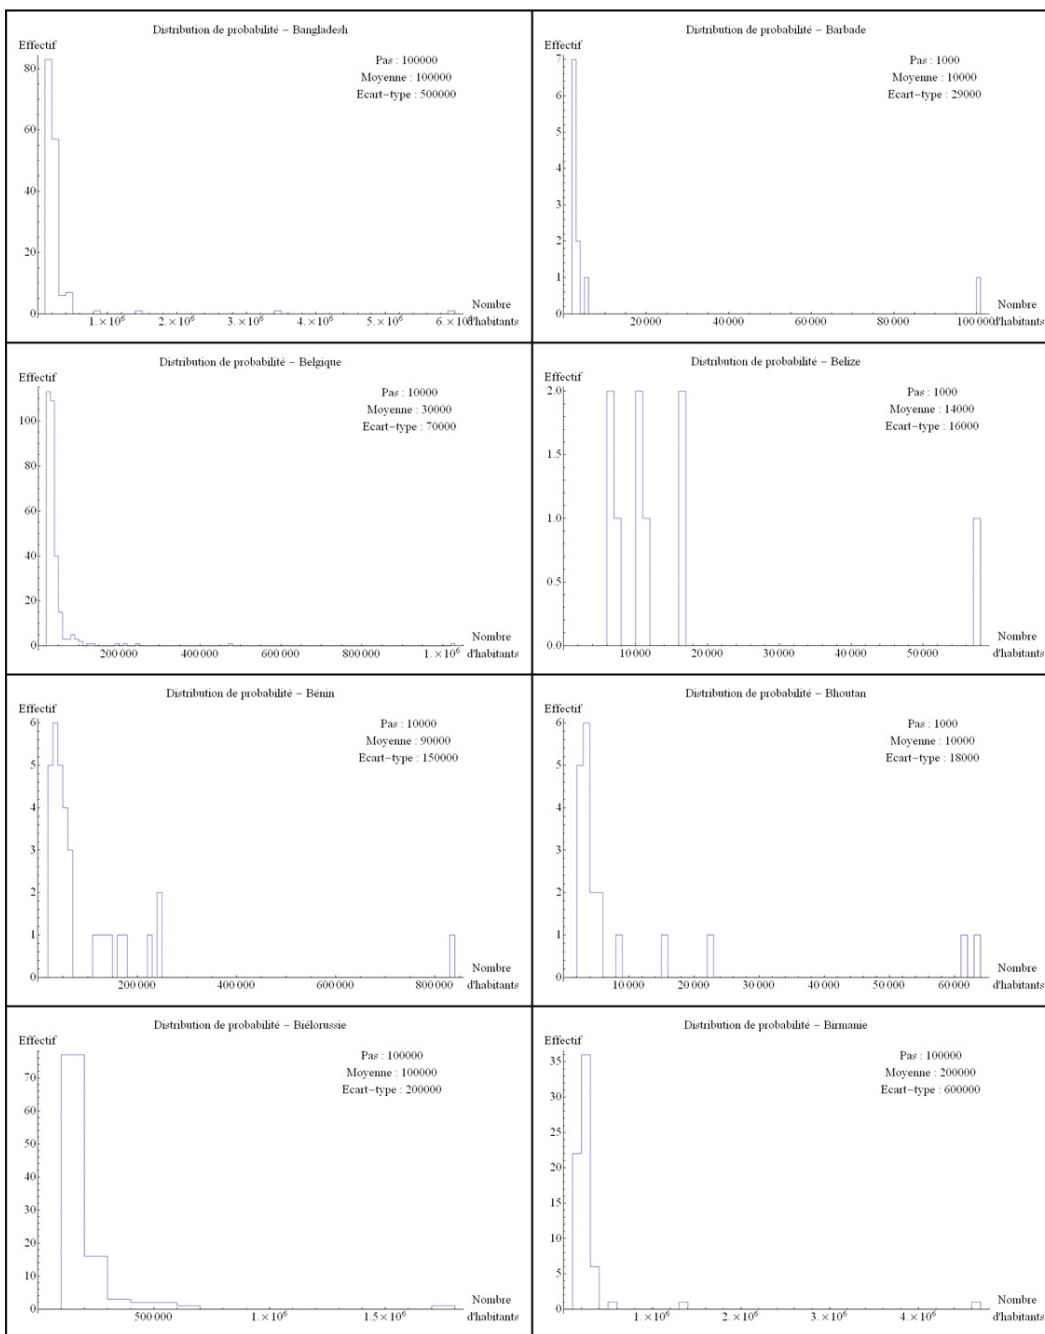 Distribution de probabilité − Bangladesh
Effectif
Pas : 100000
Moyenne : 100000
Ecart−type : 500000
80
60
40
20
0
1.×10⁶ 2.×10⁶ 3.×10⁶ 4.×10⁶ 5.×10⁶ 6.×10⁶
Nombre
d'habitants
Distribution de probabilité − Barbade
Effectif
Pas : 1000
Moyenne : 10000
Ecart−type : 29000
7
6
5
4
3
2
1
0
20000 40000 60000 80000 100000
Nombre
d'habitants
Distribution de probabilité − Belgique
Effectif
Pas : 10000
Moyenne : 30000
Ecart−type : 70000
100
80
60
40
20
0
200000 400000 600000 800000 1.×10⁶
Nombre
d'habitants
Distribution de probabilité − Belize
Effectif
Pas : 1000
Moyenne : 14000
Ecart−type : 16000
2.0
1.5
1.0
0.5
0.0
10000 20000 30000 40000 50000
Nombre
d'habitants
Distribution de probabilité − Bénin
Effectif
Pas : 10000
Moyenne : 90000
Ecart−type : 150000
6
5
4
3
2
1
0
200000 400000 600000 800000
Nombre
d'habitants
Distribution de probabilité − Bhoutan
Effectif
Pas : 1000
Moyenne : 10000
Ecart−type : 18000
6
5
4
3
2
1
0
10000 20000 30000 40000 50000 60000
Nombre
d'habitants
Distribution de probabilité − Biélorussie
Effectif
Pas : 100000
Moyenne : 100000
Ecart−type : 200000
70
60
50
40
30
20
10
0
500000 1.×10⁶ 1.5×10⁶
Nombre
d'habitants
Distribution de probabilité − Birmanie
Effectif
Pas : 100000
Moyenne : 200000
Ecart−type : 600000
35
30
25
20
15
10
5
0
1.×10⁶ 2.×10⁶ 3.×10⁶ 4.×10⁶
Nombre
d'habitants